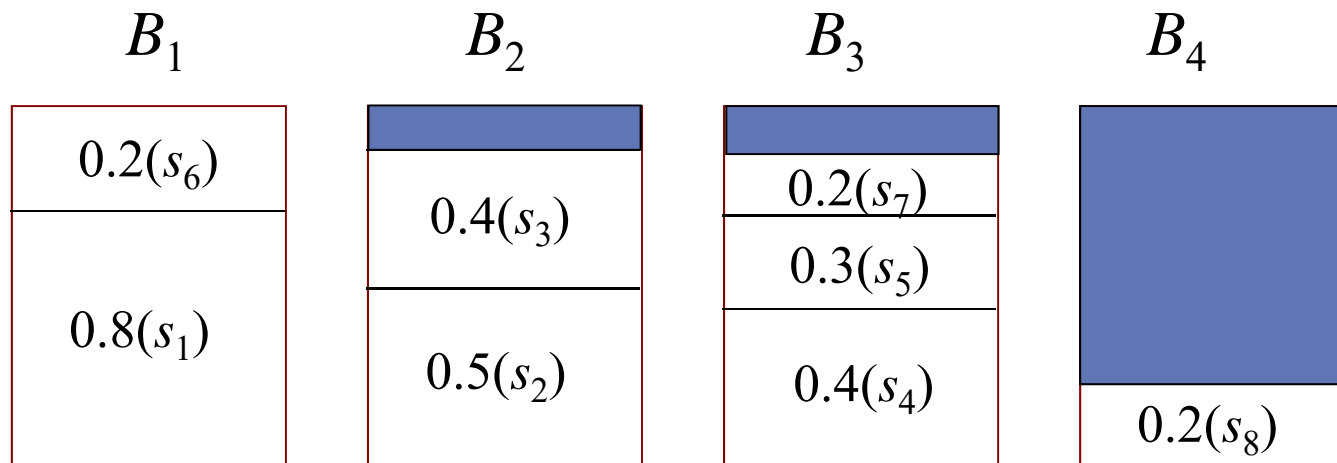 B₁ B₂ B₃ B₄
0.2(s₆)
0.8(s₁)
0.4(s₃)
0.5(s₂)
0.2(s₇)
0.3(s₅)
0.4(s₄)
0.2(s₈)